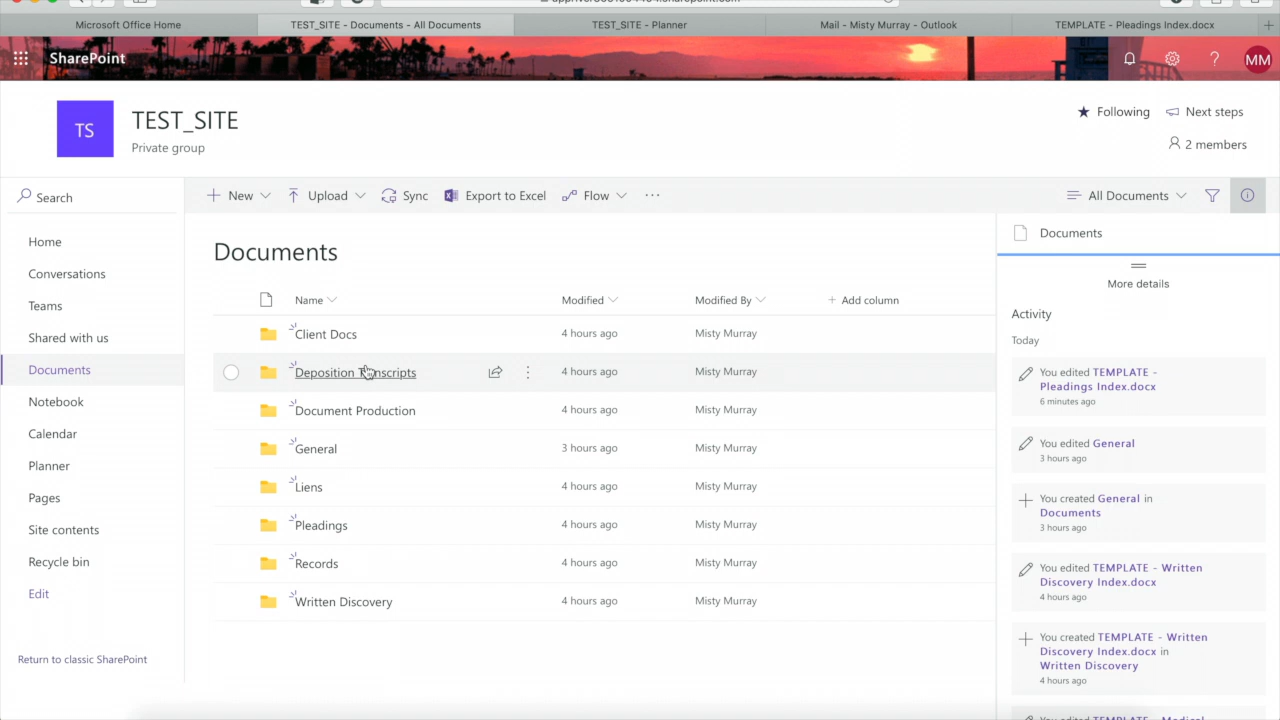 Microsoft Office Home
TEST_SITE - Documents - All Documents
TEST_SITE - Planner
Mail - Misty Murray - Outlook
TEMPLATE - Pleadings Index.docx
SharePoint
?
MM
TS
TEST_SITE
Private group
Following
Next steps
2 members
Search
New
Upload
Sync
Export to Excel
Flow
...
All Documents
Home
Conversations
Teams
Shared with us
Documents
Notebook
Calendar
Planner
Pages
Site contents
Recycle bin
Edit
Return to classic SharePoint
Documents
Name
Modified
Modified By
+ Add column
Client Docs
4 hours ago
Misty Murray
Deposition Transcripts
4 hours ago
Misty Murray
Document Production
4 hours ago
Misty Murray
General
3 hours ago
Misty Murray
Liens
4 hours ago
Misty Murray
Pleadings
4 hours ago
Misty Murray
Records
4 hours ago
Misty Murray
Written Discovery
4 hours ago
Misty Murray
Documents
More details
Activity
Today
You edited TEMPLATE -
Pleadings Index.docx
6 minutes ago
You edited General
3 hours ago
You created General in
Documents
3 hours ago
You edited TEMPLATE - Written
Discovery Index.docx
4 hours ago
You created TEMPLATE - Written
Discovery Index.docx in
Written Discovery
4 hours ago